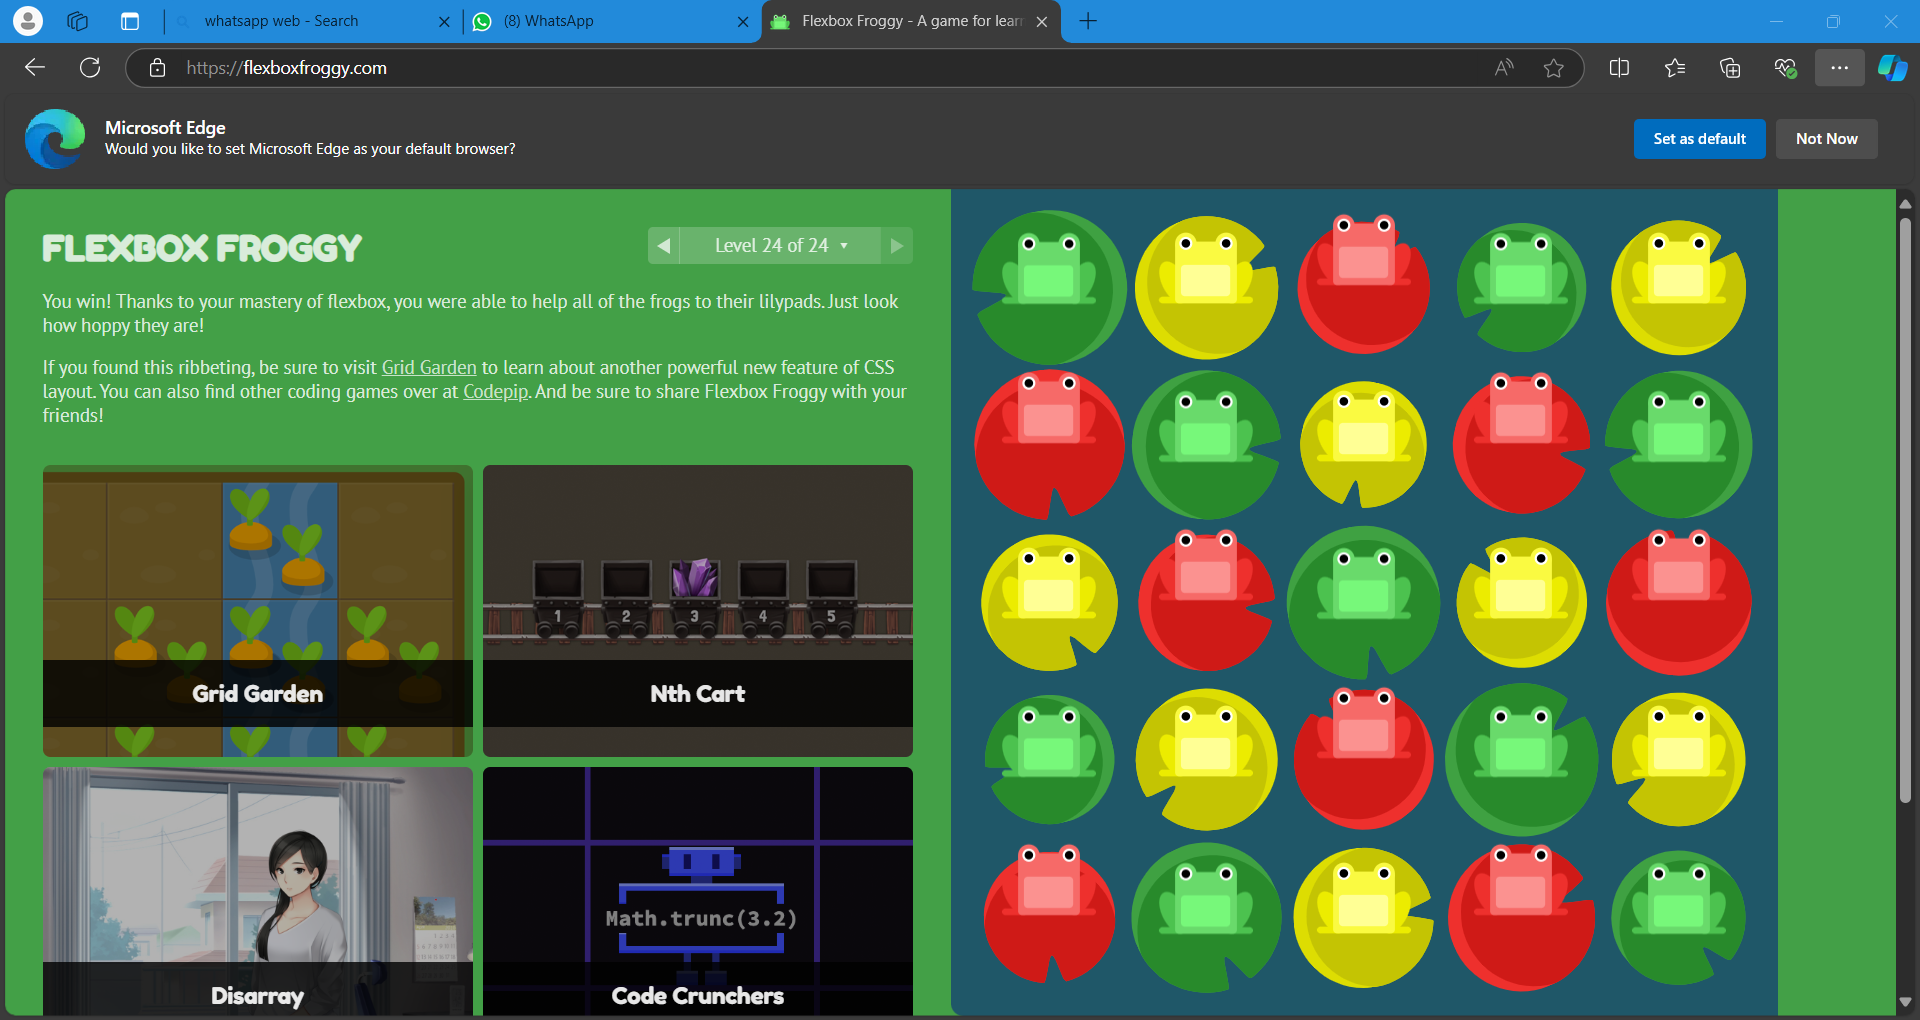 whatsapp web - Search
(8) WhatsApp
Flexbox Froggy - A game for lear
https://flexboxfroggy.com
Microsoft Edge
Would you like to set Microsoft Edge as your default browser?
Set as default
Not Now
FLEXBOX FROGGY
Level 24 of 24
You win! Thanks to your mastery of flexbox, you were able to help all of the frogs to their lilypads. Just look
how hoppy they are!
If you found this ribbeting, be sure to visit Grid Garden to learn about another powerful new feature of CSS
layout. You can also find other coding games over at Codepip. And be sure to share Flexbox Froggy with your
friends!
1 2 3 4 5
Grid Garden
Nth Cart
Math.trunc(3.2)
Disarray
Code Crunchers